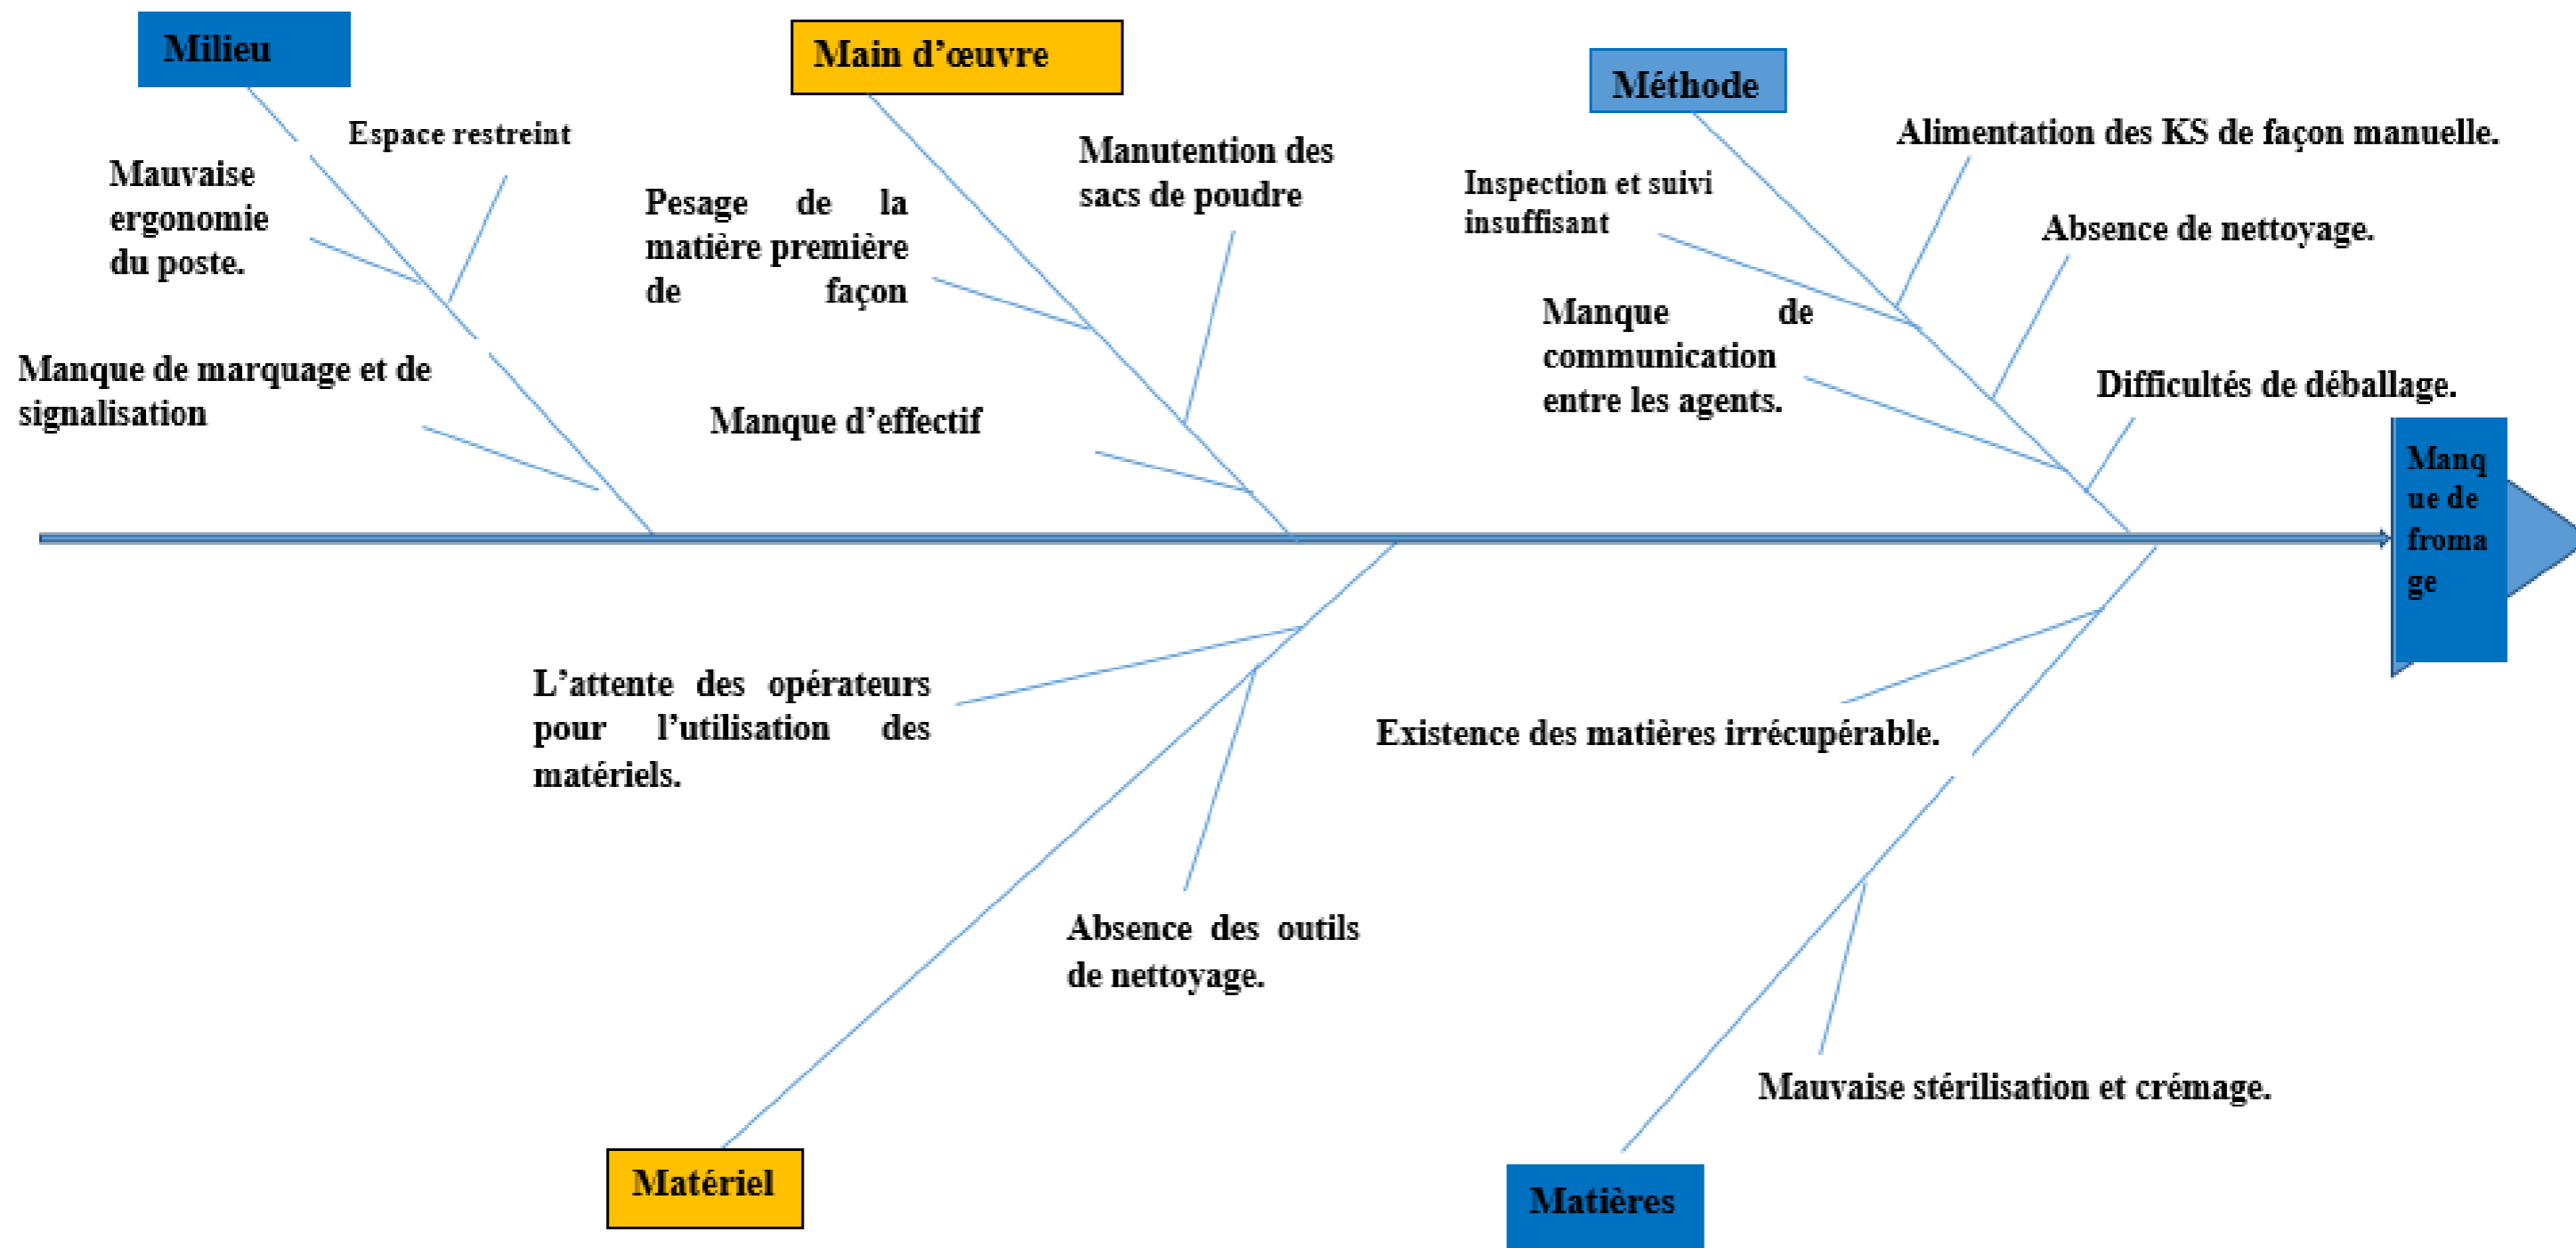 Milieu
Main d’œuvre
Méthode
Espace restreint
Mauvaise
ergonomie
du poste.
Manque de marquage et de
signalisation
Pesage de la
matière première
de façon
Manutention des
sacs de poudre
Manque d’effectif
Alimentation des KS de façon manuelle.
Inspection et suivi
insuffisant
Absence de nettoyage.
Manque de
communication
entre les agents.
Difficultés de déballage.
Manq
ue de
froma
ge
L’attente des opérateurs
pour l’utilisation des
matériels.
Absence des outils
de nettoyage.
Existence des matières irrécupérable.
Mauvaise stérilisation et crémage.
Matériel
Matières